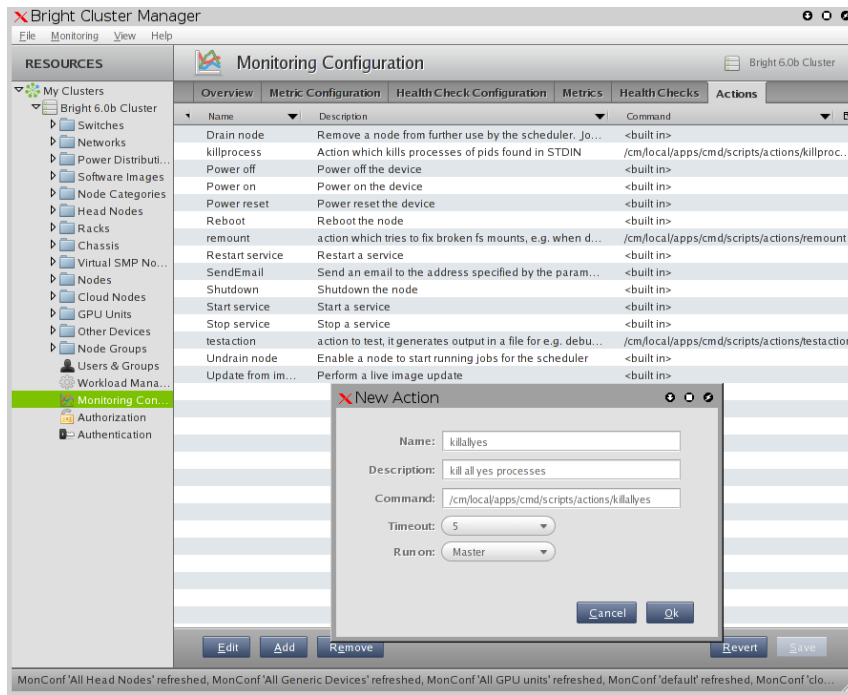 Bright Cluster Manager
File Monitoring View Help
RESOURCES
My Clusters
Bright 6.0b Cluster
Switches
Networks
Power Distributi...
Software Images
Node Categories
Head Nodes
Racks
Chassis
Virtual SMP No...
Nodes
Cloud Nodes
GPU Units
Other Devices
Node Groups
Users & Groups
Workload Mana...
Monitoring Con...
Authorization
Authentication
Monitoring Configuration
Bright 6.0b Cluster
Overview Metric Configuration Health Check Configuration Metrics Health Checks Actions
Name Description Command
Drain node Remove a node from further use by the scheduler. Jo... <built in>
killprocess Action which kills processes of pids found in STDIN /cm/local/apps/cmd/scripts/actions/killproc...
Power off Power off the device <built in>
Power on Power on the device <built in>
Power reset Power reset the device <built in>
Reboot Reboot the node <built in>
remount action which tries to fix broken fs mounts, e.g. when d... /cm/local/apps/cmd/scripts/actions/remount
Restart service Restart a service <built in>
SendEmail Send an email to the address specified by the param... <built in>
Shutdown Shutdown the node <built in>
Start service Start a service <built in>
Stop service Stop a service <built in>
testaction action to test, it generates output in a file for e.g. debu... /cm/local/apps/cmd/scripts/actions/testaction
Undrain node Enable a node to start running jobs for the scheduler <built in>
Update from im... Perform a live image update <built in>
New Action
Name: killallyes
Description: kill all yes processes
Command: /cm/local/apps/cmd/scripts/actions/killallyes
Timeout: 5
Run on: Master
Cancel Ok
Edit Add Remove Revert Save
MonConf 'All Head Nodes' refreshed, MonConf 'All Generic Devices' refreshed, MonConf 'All GPU units' refreshed, MonConf 'default' refreshed, MonConf 'clo...